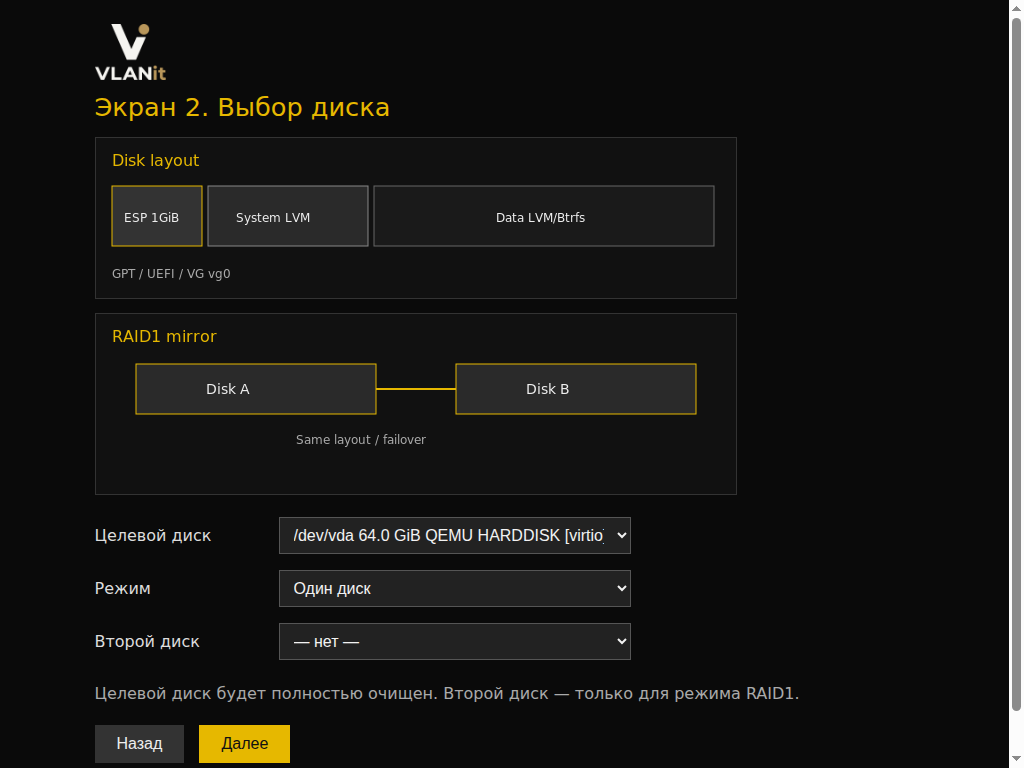 VLANit
Экран 2. Выбор диска
Disk layout
ESP 1GiB
System LVM
Data LVM/Btrfs
GPT / UEFI / VG vg0
RAID1 mirror
Disk A
Disk B
Same layout / failover
Целевой диск
/dev/vda 64.0 GiB QEMU HARDDISK [virtio]
Режим
Один диск
Второй диск
— нет —
Целевой диск будет полностью очищен. Второй диск — только для режима RAID1.
Назад
Далее